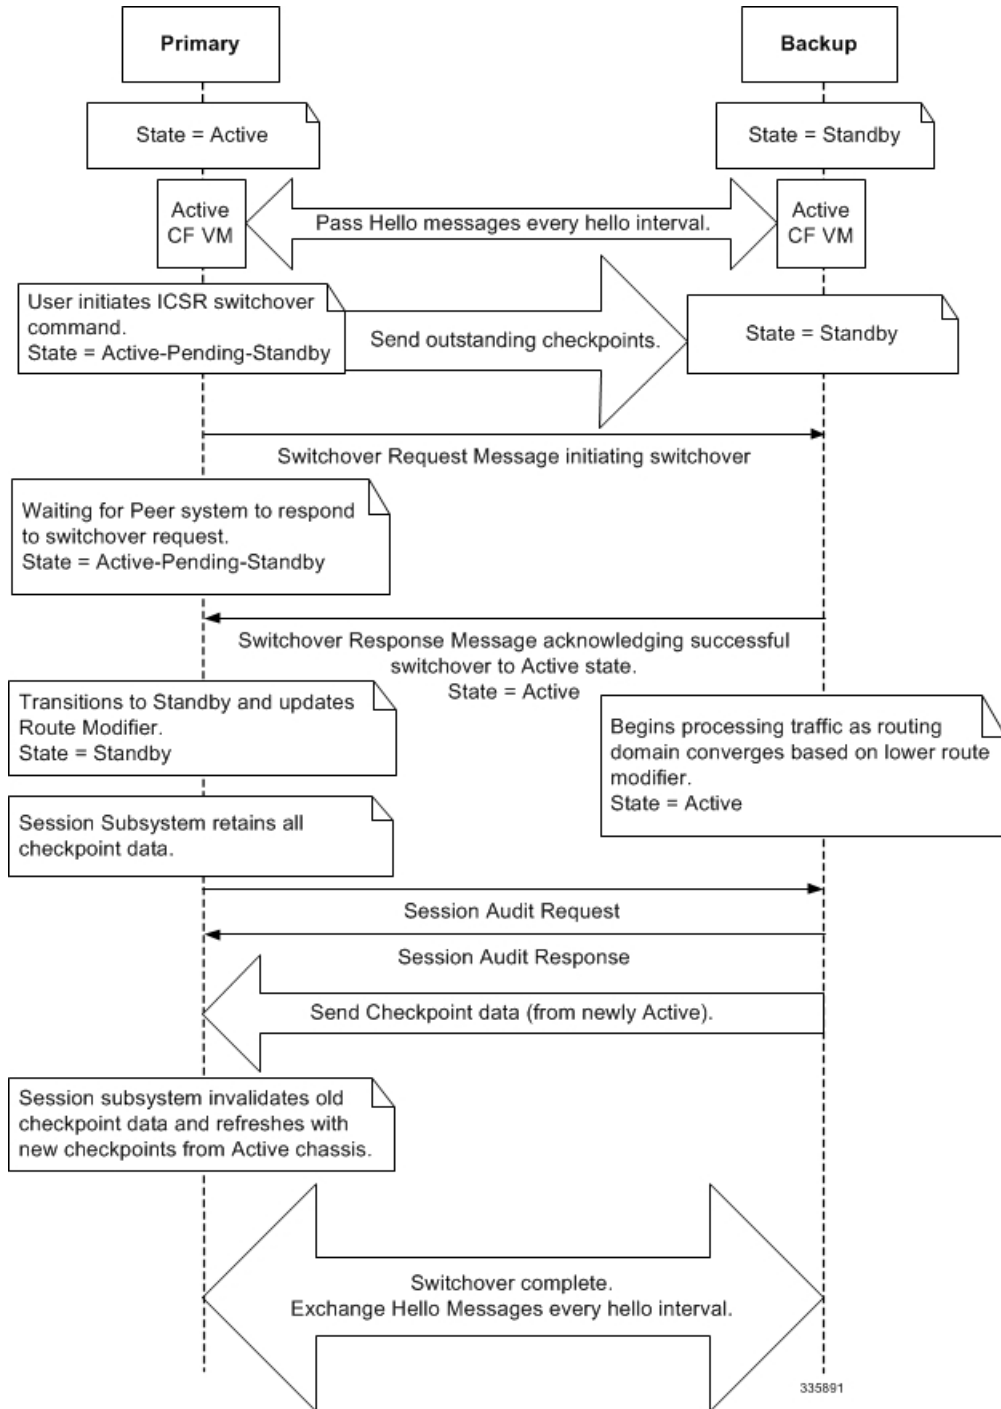 Primary
Backup
State = Active
State = Standby
Active
CF VM
Pass Hello messages every hello interval.
Active
CF VM
User initiates ICSR switchover
command.
State = Active-Pending-Standby
Send outstanding checkpoints.
State = Standby
Switchover Request Message initiating switchover
Waiting for Peer system to respond
to switchover request.
State = Active-Pending-Standby
Switchover Response Message acknowledging successful
switchover to Active state.
State = Active
Transitions to Standby and updates
Route Modifier.
State = Standby
Begins processing traffic as routing
domain converges based on lower route
modifier.
State = Active
Session Subsystem retains all
checkpoint data.
Session Audit Request
Session Audit Response
Send Checkpoint data (from newly Active).
Session subsystem invalidates old
checkpoint data and refreshes with
new checkpoints from Active chassis.
Switchover complete.
Exchange Hello Messages every hello interval.
335891